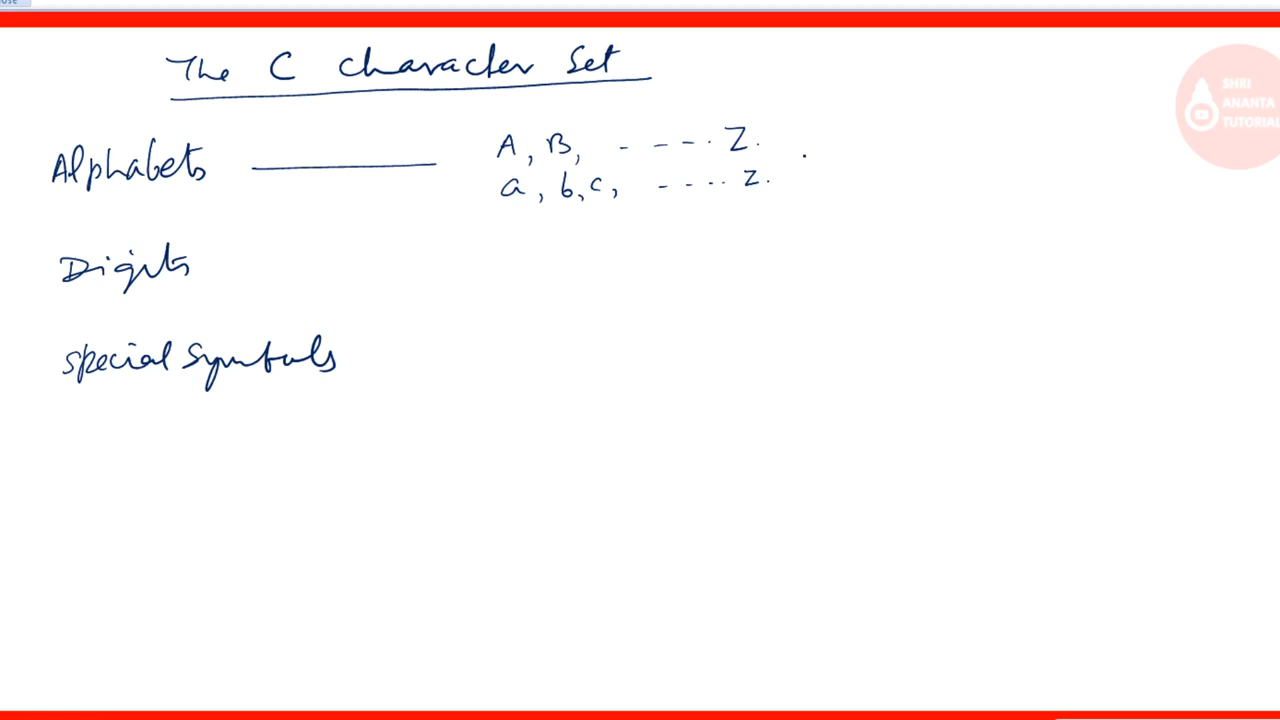 The C Character Set
Alphabets ——— A, B, - - - - . Z.
a, b, c, - - . . . z.
Digits
Special Symbols
SHRI
ANANTA
TUTORIAL